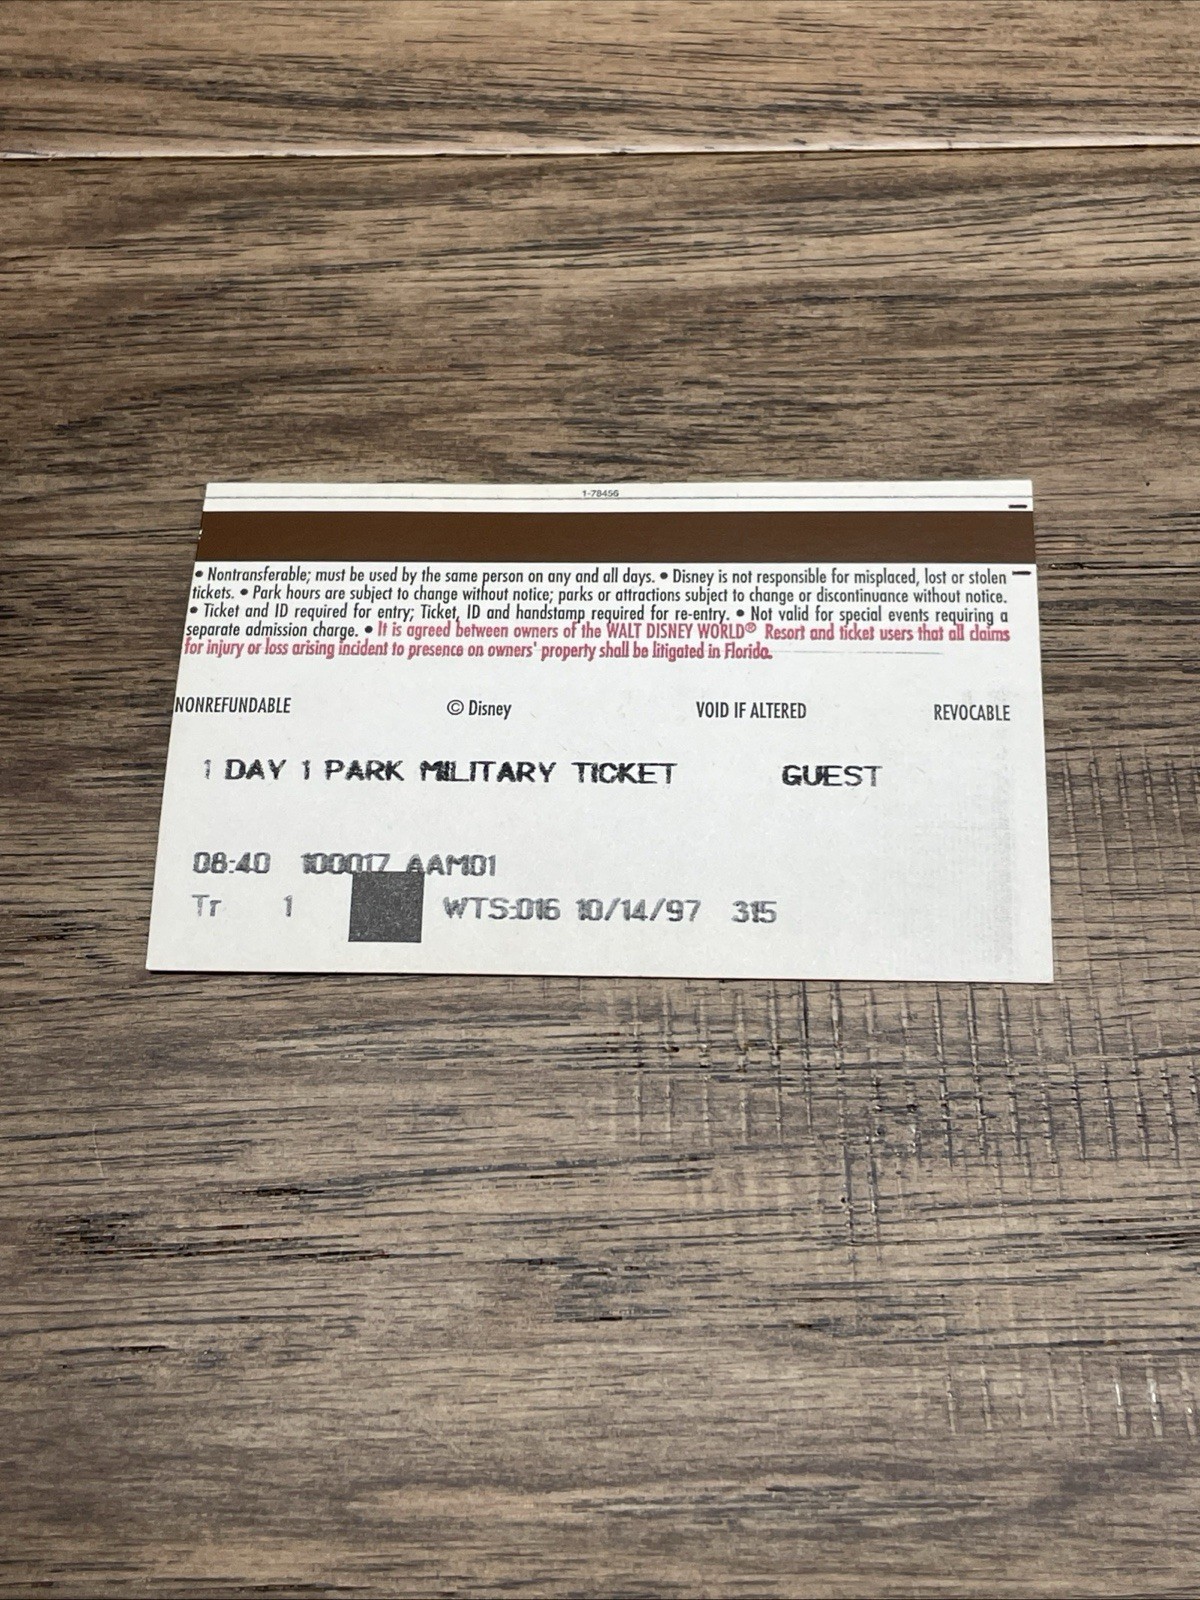 1-78456
• Nontransferable; must be used by the same person on any and all days. • Disney is not responsible for misplaced, lost or stolen
tickets. • Park hours are subject to change without notice; parks or attractions subject to change or discontinuance without notice.
• Ticket and ID required for entry; Ticket, ID and handstamp required for re-entry. • Not valid for special events requiring a
separate admission charge. • It is agreed between owners of the WALT DISNEY WORLD® Resort and ticket users that all claims
for injury or loss arising incident to presence on owners' property shall be litigated in Florida.
NONREFUNDABLE © Disney VOID IF ALTERED REVOCABLE
1 DAY 1 PARK MILITARY TICKET GUEST
08:40 100017 AAM01
Tr 1 WTS:016 10/14/97 315